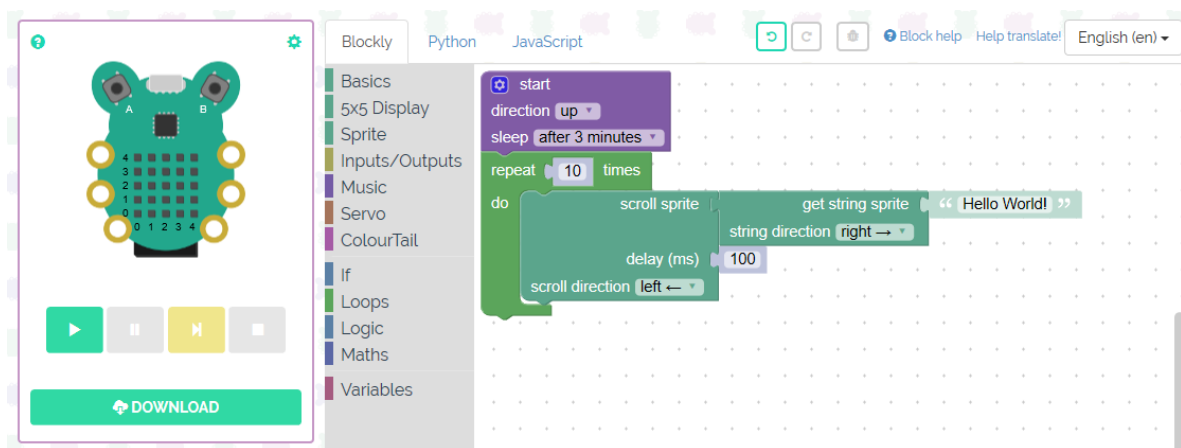 Blockly Python JavaScript Block help Help translate! English (en)
A B
4
3
2
1
0
0 1 2 3 4
DOWNLOAD
Basics
5x5 Display
Sprite
Inputs/Outputs
Music
Servo
ColourTail
If
Loops
Logic
Maths
Variables
start
direction up
sleep after 3 minutes
repeat 10 times
do scroll sprite get string sprite “ Hello World! ”
string direction right →
delay (ms) 100
scroll direction left ←